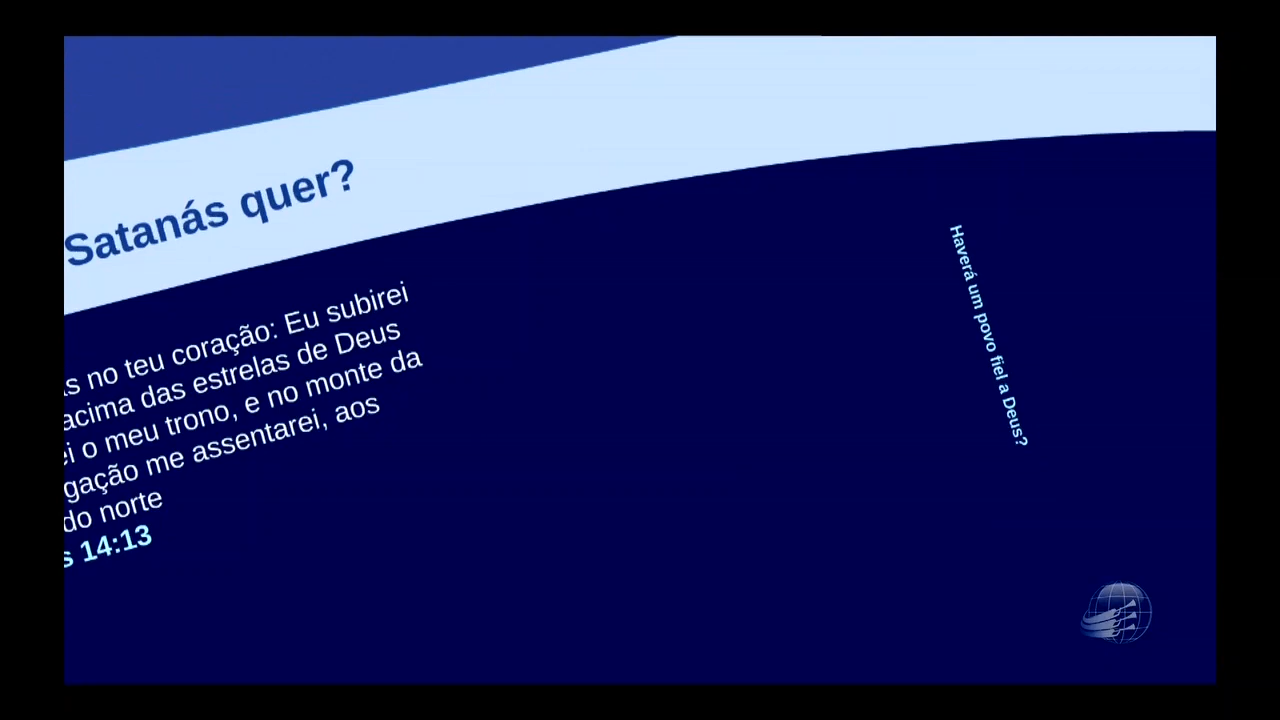 Satanás quer?
s no teu coração: Eu subirei
acima das estrelas de Deus
ei o meu trono, e no monte da
gação me assentarei, aos
do norte
s 14:13
Haverá um povo fiel a Deus?